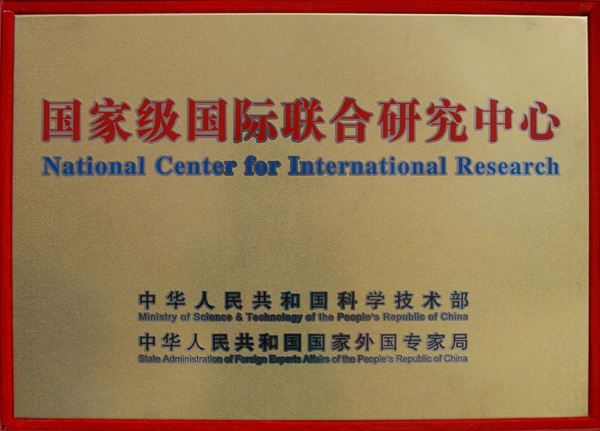 国家级国际联合研究中心
National Center for International Research
中华人民共和国科学技术部
Ministry of Science & Technology of the People's Republic of China
中华人民共和国国家外国专家局
State Administration of Foreign Experts Affairs of the People's Republic of China